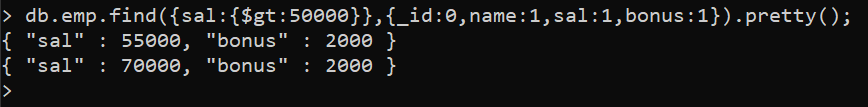 > db.emp.find({sal:{$gt:50000}},{_id:0,name:1,sal:1,bonus:1}).pretty();
{ "sal" : 55000, "bonus" : 2000 }
{ "sal" : 70000, "bonus" : 2000 }
>